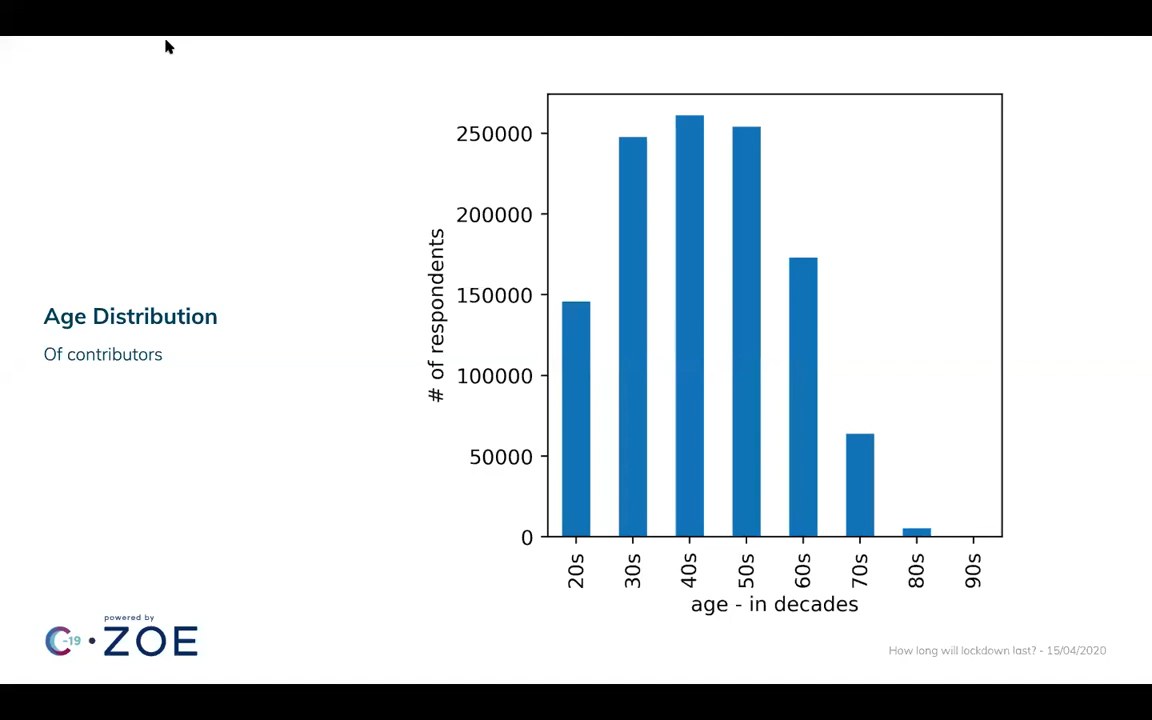 Age Distribution
Of contributors
# of respondents
250000
200000
150000
100000
50000
0
20s
30s
40s
50s
60s
70s
80s
90s
age - in decades
powered by
C-19 • ZOE
How long will lockdown last? - 15/04/2020